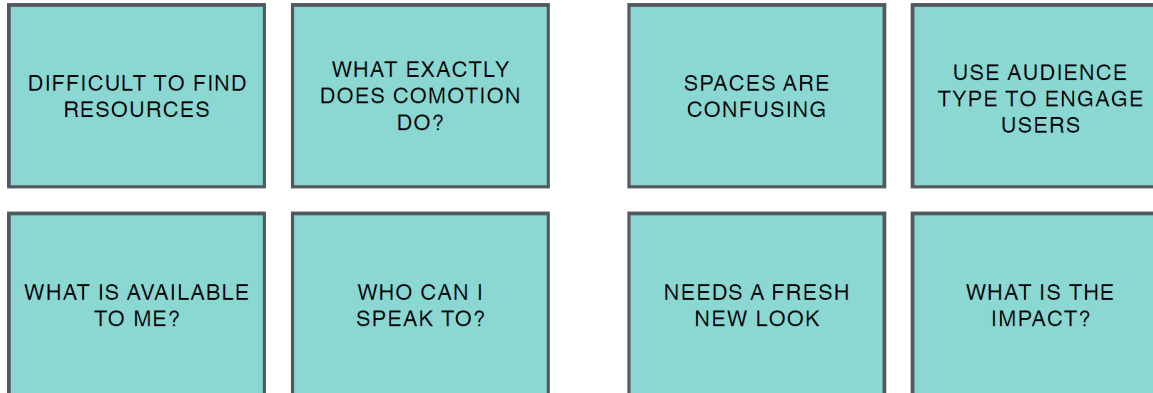 DIFFICULT TO FIND
RESOURCES
WHAT EXACTLY
DOES COMOTION
DO?
SPACES ARE
CONFUSING
USE AUDIENCE
TYPE TO ENGAGE
USERS
WHAT IS AVAILABLE
TO ME?
WHO CAN I
SPEAK TO?
NEEDS A FRESH
NEW LOOK
WHAT IS THE
IMPACT?